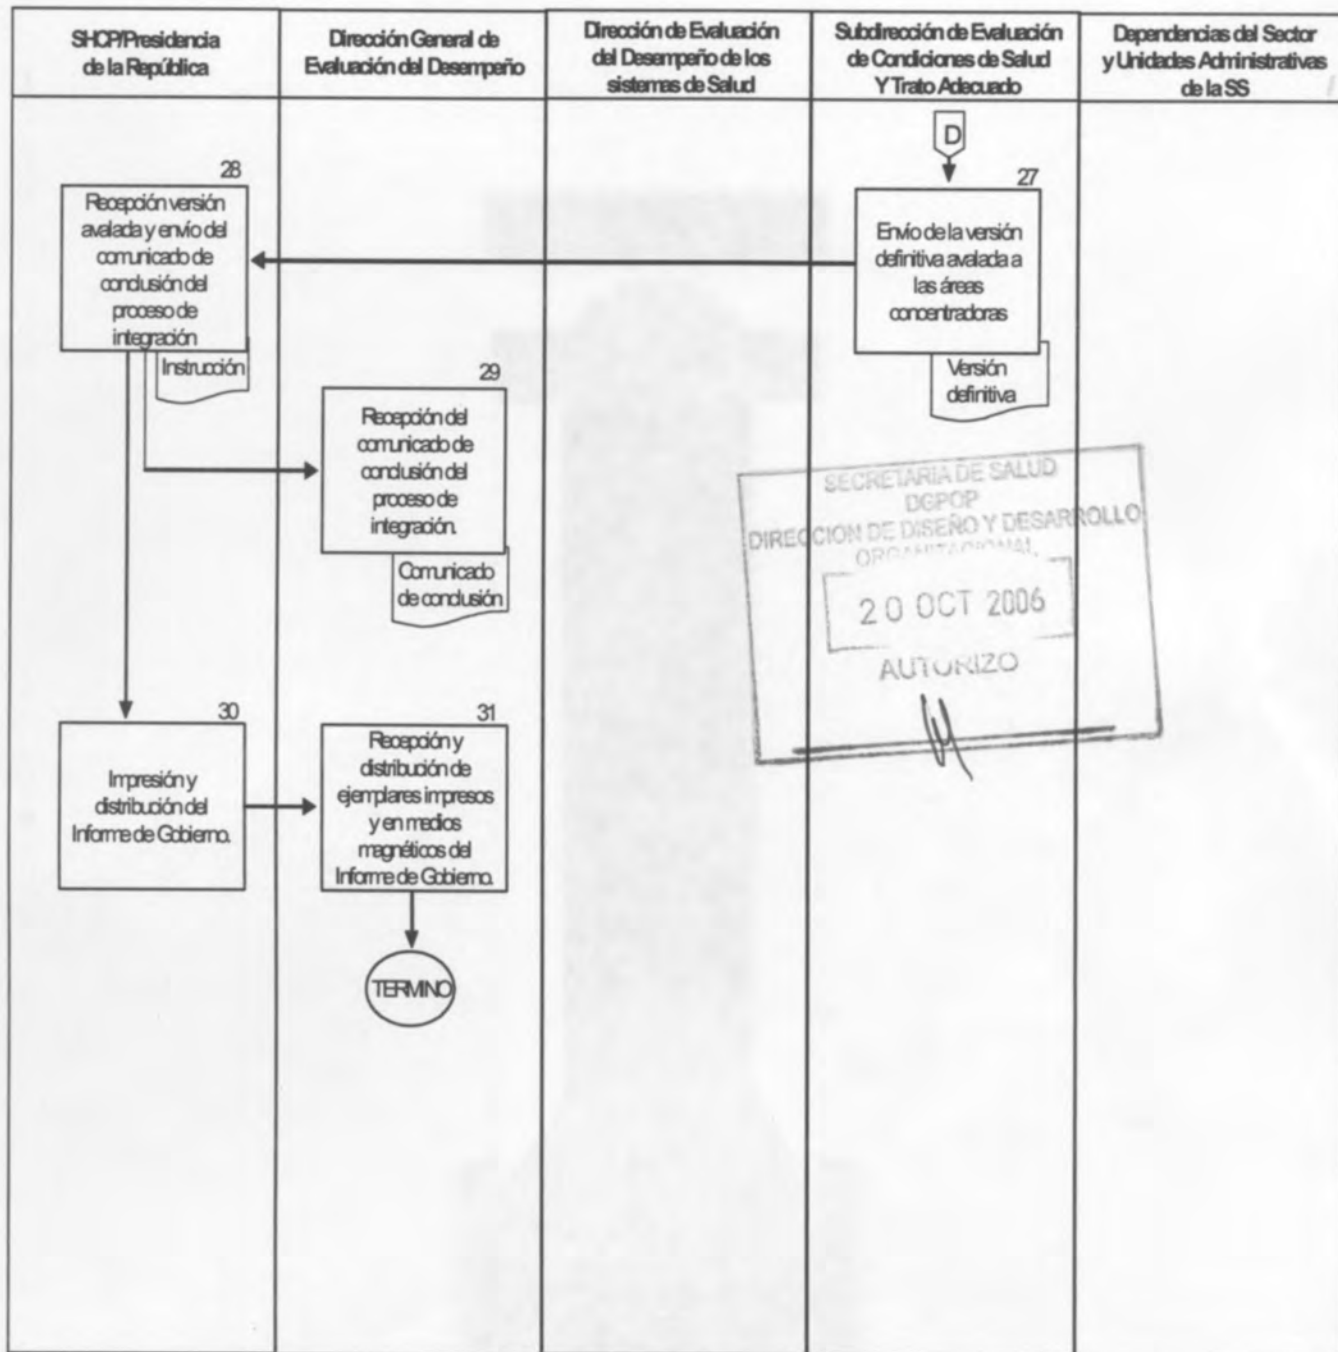 SHCP/Presidencia
de la República
Dirección General de
Evaluación del Desempeño
Dirección de Evaluación
del Desempeño de los
sistemas de Salud
Subdirección de Evaluación
de Condiciones de Salud
Y Trato Adecuado
Dependencias del Sector
y Unidades Administrativas
de la SS
D
27
Envío de la versión
definitiva avalada a
las áreas
concentradoras
Versión
definitiva
28
Recepción versión
avalada y envío del
comunicado de
conclusión del
proceso de
integración
Instrucción
29
Recepción del
comunicado de
conclusión del
proceso de
integración.
Comunicado
de conclusión
30
Impresión y
distribución del
Informe de Gobierno.
31
Recepción y
distribución de
ejemplares impresos
y en medios
magnéticos del
Informe de Gobierno.
TERMINO
SECRETARIA DE SALUD
DGPOP
DIRECCION DE DISEÑO Y DESARROLLO
ORGANITACIONAL
20 OCT 2006
AUTORIZO